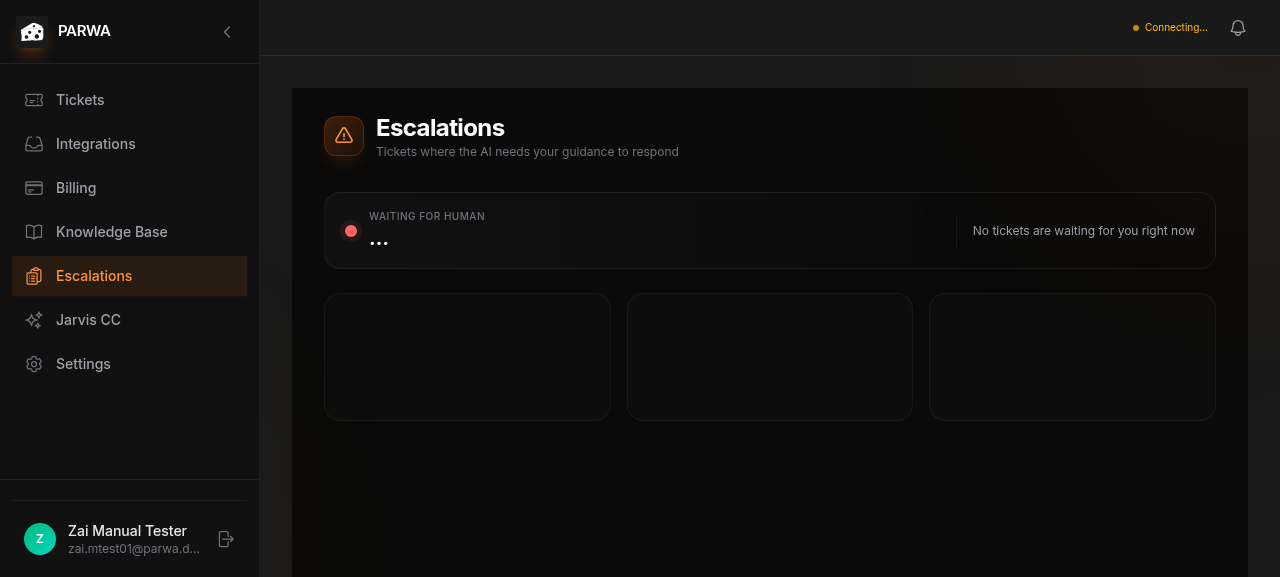 PARWA
Connecting...
Tickets
Integrations
Billing
Knowledge Base
Escalations
Jarvis CC
Settings
Escalations
Tickets where the AI needs your guidance to respond
WAITING FOR HUMAN
...
No tickets are waiting for you right now
Z
Zai Manual Tester
zai.mtest01@parwa.d...